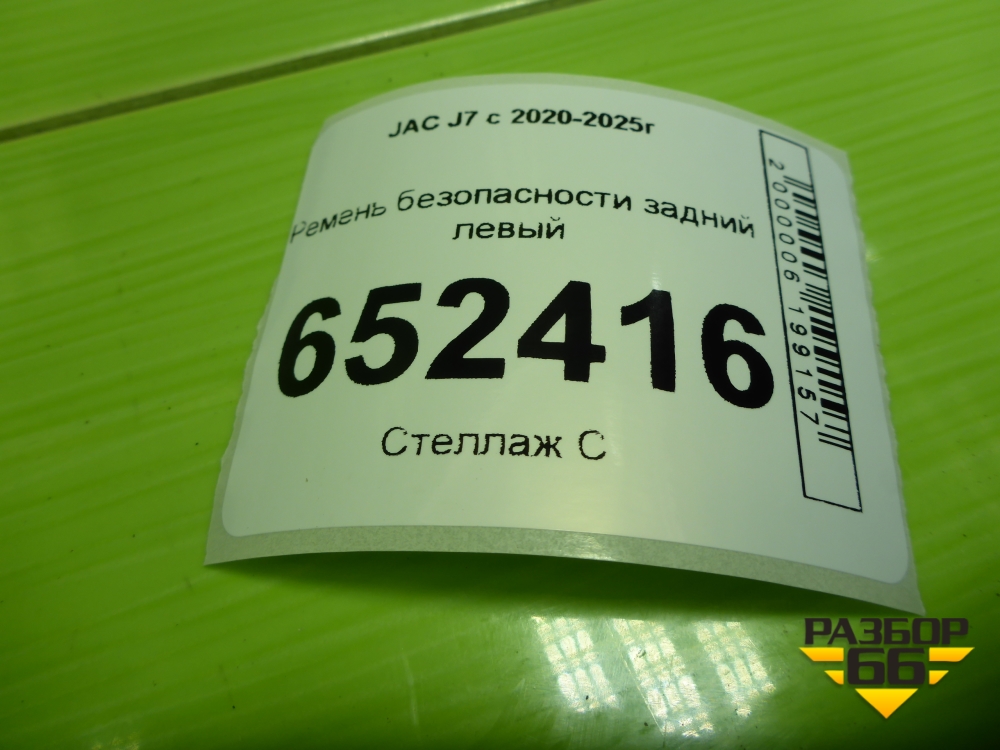 JAC J7 с 2020-2025г
Ремень безопасности задний
левый
652416
Стеллаж С
2000006199157
РАЗБОР
66